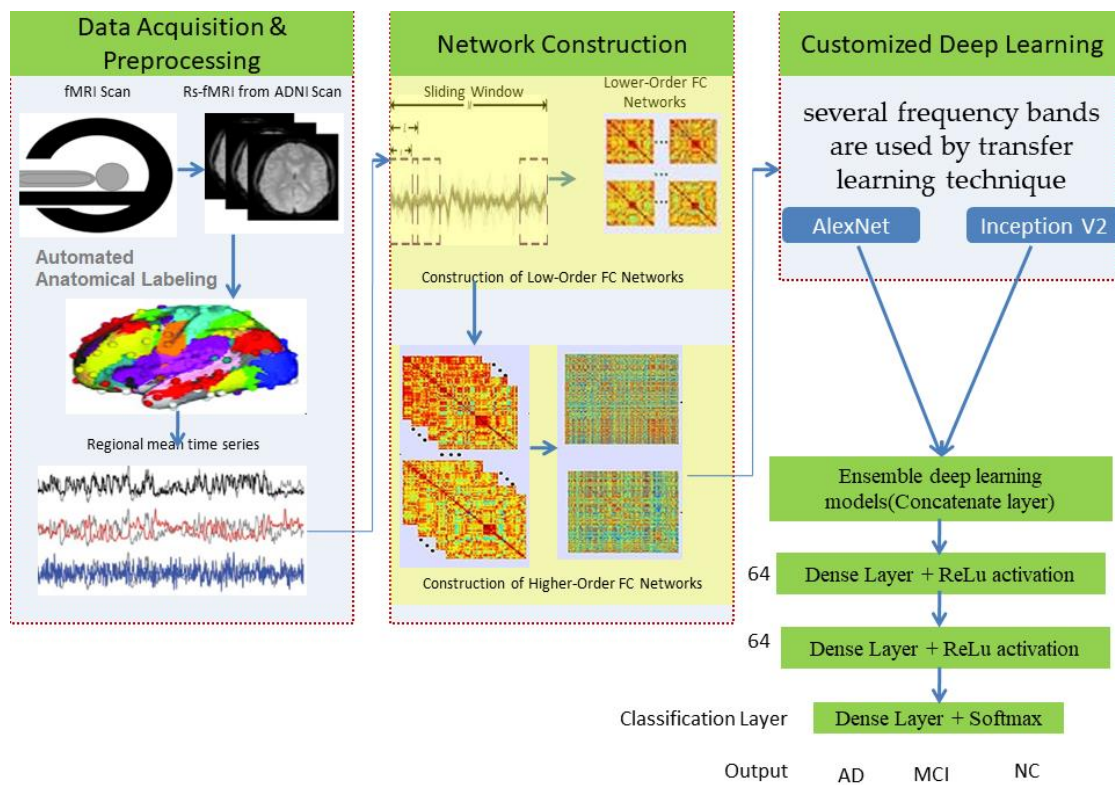 Data Acquisition &
Preprocessing
fMRI Scan
Rs-fMRI from ADNI Scan
Automated
Anatomical Labeling
Regional mean time series
Network Construction
Sliding Window
Lower-Order FC
Networks
Construction of Low-Order FC Networks
Construction of Higher-Order FC Networks
Customized Deep Learning
several frequency bands
are used by transfer
learning technique
AlexNet
Inception V2
Ensemble deep learning
models(Concatenate layer)
64
Dense Layer + ReLu activation
64
Dense Layer + ReLu activation
Classification Layer
Dense Layer + Softmax
Output
AD
MCI
NC